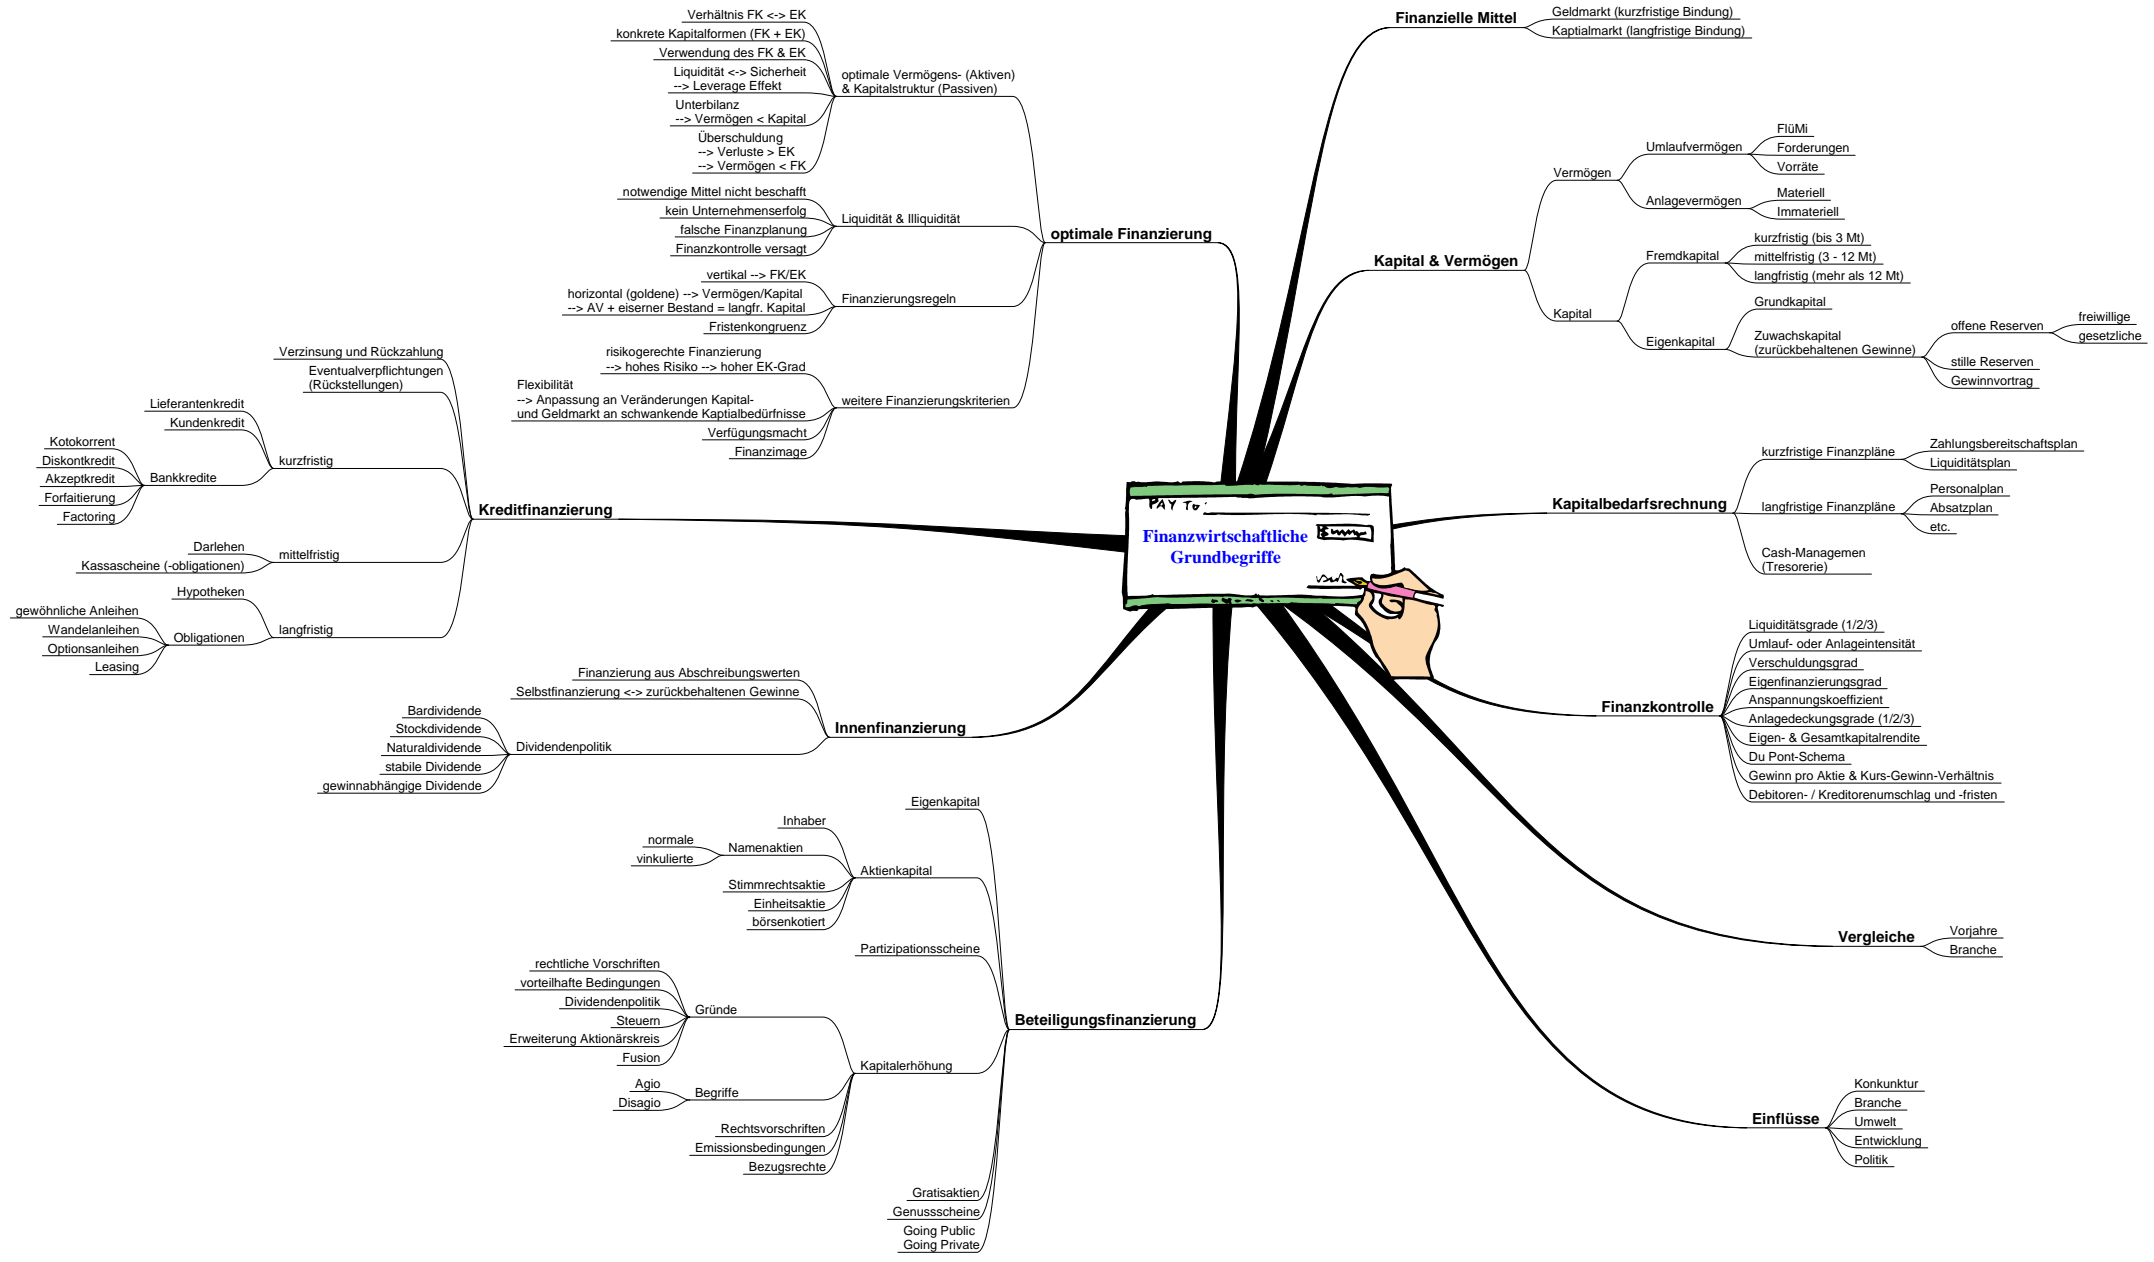 Finanzwirtschaftliche
Grundbegriffe
PAY TO
Finanzielle Mittel
Geldmarkt (kurzfristige Bindung)
Kaptialmarkt (langfristige Bindung)
Kapital & Vermögen
Vermögen
Umlaufvermögen
FlüMi
Forderungen
Vorräte
Anlagevermögen
Materiell
Immateriell
Kapital
Fremdkapital
kurzfristig (bis 3 Mt)
mittelfristig (3 - 12 Mt)
langfristig (mehr als 12 Mt)
Eigenkapital
Grundkapital
Zuwachskapital
(zurückbehaltenen Gewinne)
offene Reserven
freiwillige
gesetzliche
stille Reserven
Gewinnvortrag
Kapitalbedarfsrechnung
kurzfristige Finanzpläne
Zahlungsbereitschaftsplan
Liquiditätsplan
langfristige Finanzpläne
Personalplan
Absatzplan
etc.
Cash-Managemen
(Tresorerie)
Finanzkontrolle
Liquiditätsgrade (1/2/3)
Umlauf- oder Anlageintensität
Verschuldungsgrad
Eigenfinanzierungsgrad
Anspannungskoeffizient
Anlagedeckungsgrade (1/2/3)
Eigen- & Gesamtkapitalrendite
Du Pont-Schema
Gewinn pro Aktie & Kurs-Gewinn-Verhältnis
Debitoren- / Kreditorenumschlag und -fristen
Vergleiche
Vorjahre
Branche
Einflüsse
Konkunktur
Branche
Umwelt
Entwicklung
Politik
optimale Finanzierung
optimale Vermögens- (Aktiven)
& Kapitalstruktur (Passiven)
Verhältnis FK <-> EK
konkrete Kapitalformen (FK + EK)
Verwendung des FK & EK
Liquidität <-> Sicherheit
--> Leverage Effekt
Unterbilanz
--> Vermögen < Kapital
Überschuldung
--> Verluste > EK
--> Vermögen < FK
Liquidität & Illiquidität
notwendige Mittel nicht beschafft
kein Unternehmenserfolg
falsche Finanzplanung
Finanzkontrolle versagt
Finanzierungsregeln
vertikal --> FK/EK
horizontal (goldene) --> Vermögen/Kapital
--> AV + eiserner Bestand = langfr. Kapital
Fristenkongruenz
weitere Finanzierungskriterien
risikogerechte Finanzierung
--> hohes Risiko --> hoher EK-Grad
Flexibilität
--> Anpassung an Veränderungen Kapital-
und Geldmarkt an schwankende Kaptialbedürfnisse
Verfügungsmacht
Finanzimage
Kreditfinanzierung
Verzinsung und Rückzahlung
Eventualverpflichtungen
(Rückstellungen)
kurzfristig
Lieferantenkredit
Kundenkredit
Bankkredite
Kotokorrent
Diskontkredit
Akzeptkredit
Forfaitierung
Factoring
mittelfristig
Darlehen
Kassascheine (-obligationen)
langfristig
Hypotheken
Obligationen
gewöhnliche Anleihen
Wandelanleihen
Optionsanleihen
Leasing
Innenfinanzierung
Finanzierung aus Abschreibungswerten
Selbstfinanzierung <-> zurückbehaltenen Gewinne
Dividendenpolitik
Bardividende
Stockdividende
Naturaldividende
stabile Dividende
gewinnabhängige Dividende
Beteiligungsfinanzierung
Eigenkapital
Aktienkapital
Inhaber
Namenaktien
normale
vinkulierte
Stimmrechtsaktie
Einheitsaktie
börsenkotiert
Partizipationsscheine
Kapitalerhöhung
Gründe
rechtliche Vorschriften
vorteilhafte Bedingungen
Dividendenpolitik
Steuern
Erweiterung Aktionärskreis
Fusion
Begriffe
Agio
Disagio
Rechtsvorschriften
Emissionsbedingungen
Bezugsrechte
Gratisaktien
Genussscheine
Going Public
Going Private